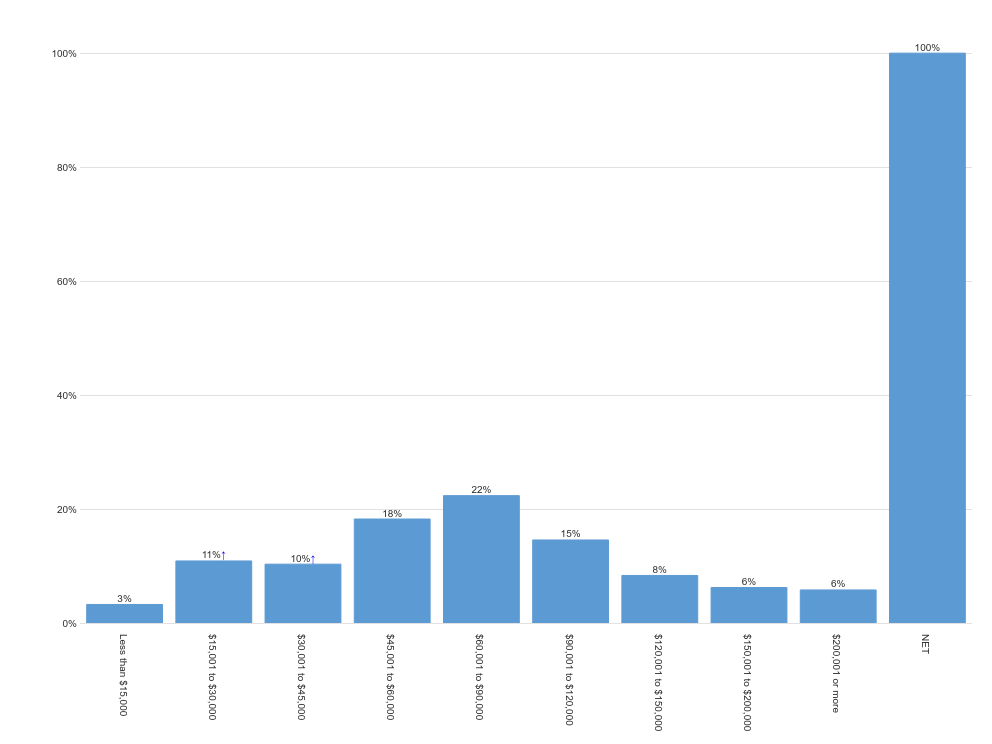 100%
80%
60%
40%
20%
0%
3%
11%↑
10%↑
18%
22%
15%
8%
6%
6%
100%
Less than $15,000
$15,001 to $30,000
$30,001 to $45,000
$45,001 to $60,000
$60,001 to $90,000
$90,001 to $120,000
$120,001 to $150,000
$150,001 to $200,000
$200,001 or more
NET